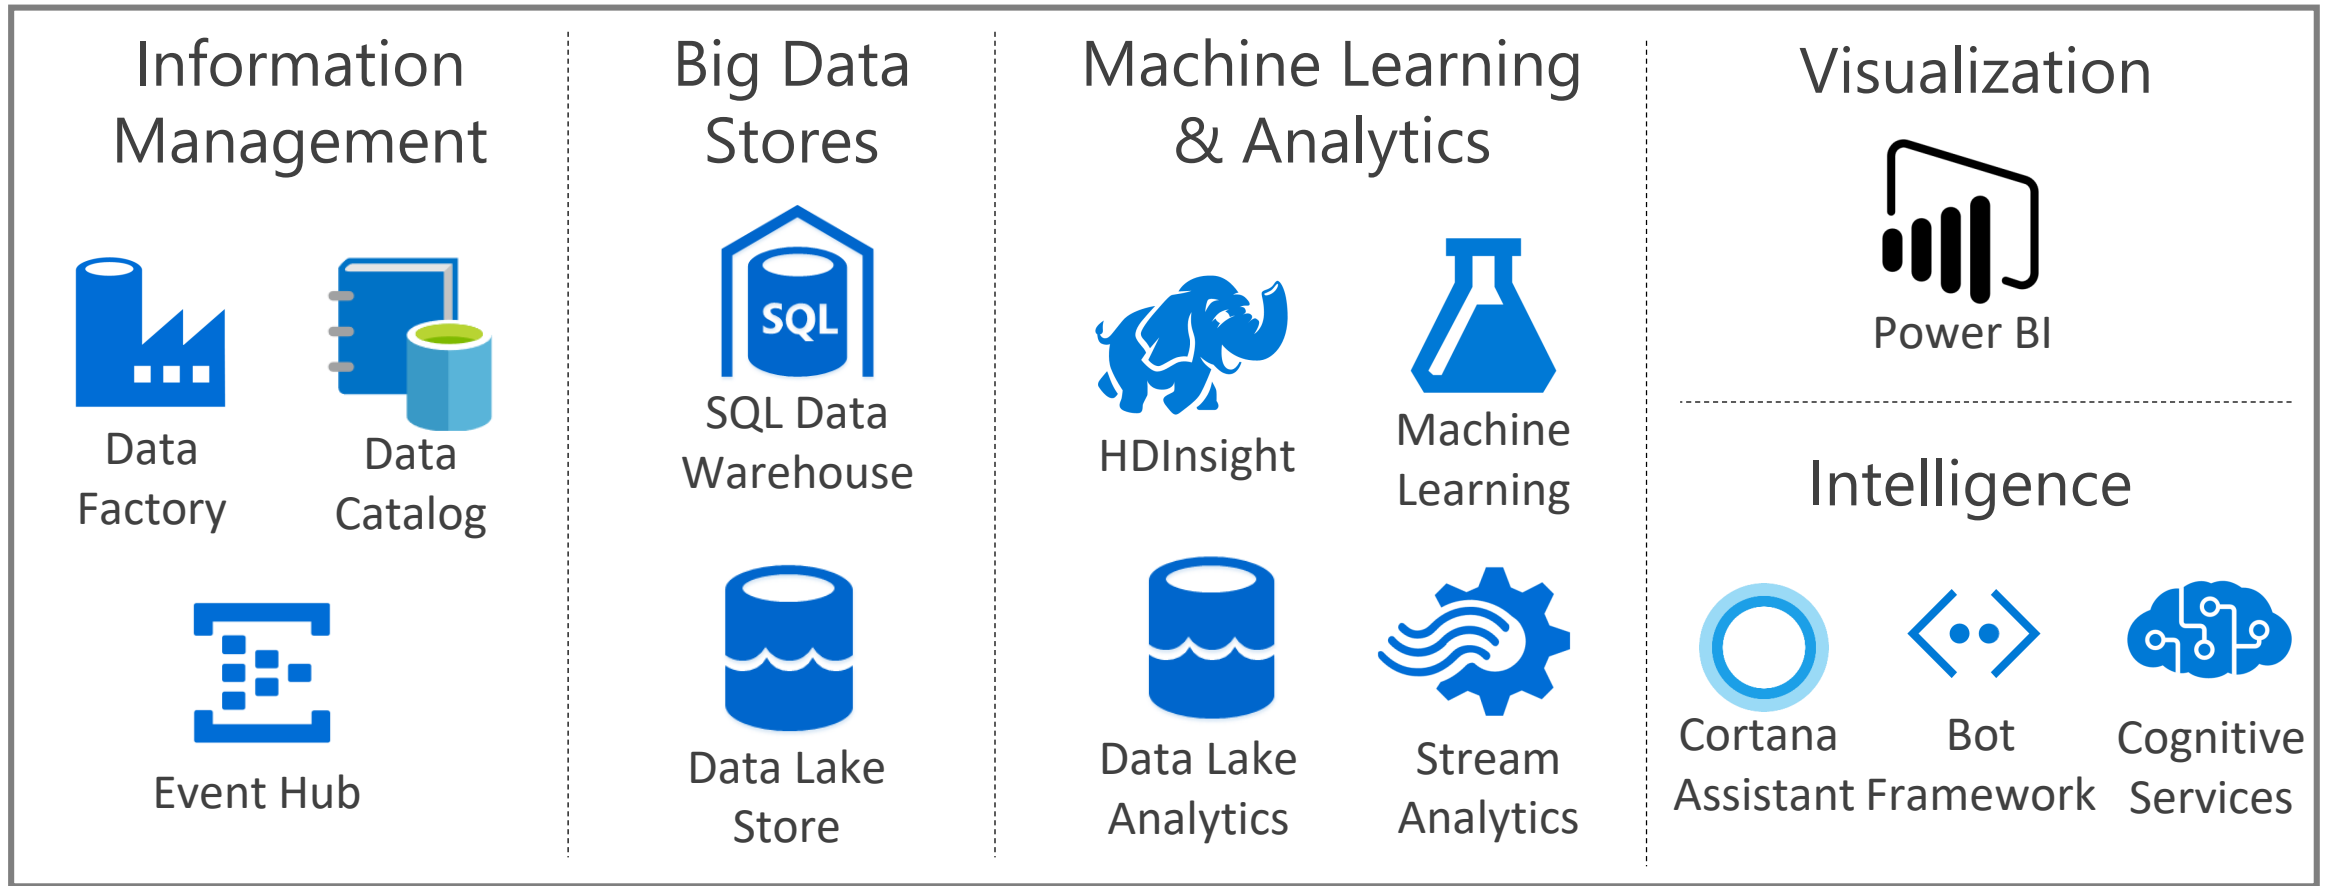 Information
Management
Data
Factory
Data
Catalog
Event Hub
Big Data
Stores
SQL
SQL Data
Warehouse
Data Lake
Store
Machine Learning
& Analytics
HDInsight
Machine
Learning
Data Lake
Analytics
Stream
Analytics
Visualization
Power BI
Intelligence
Cortana
Assistant
Bot
Framework
Cognitive
Services